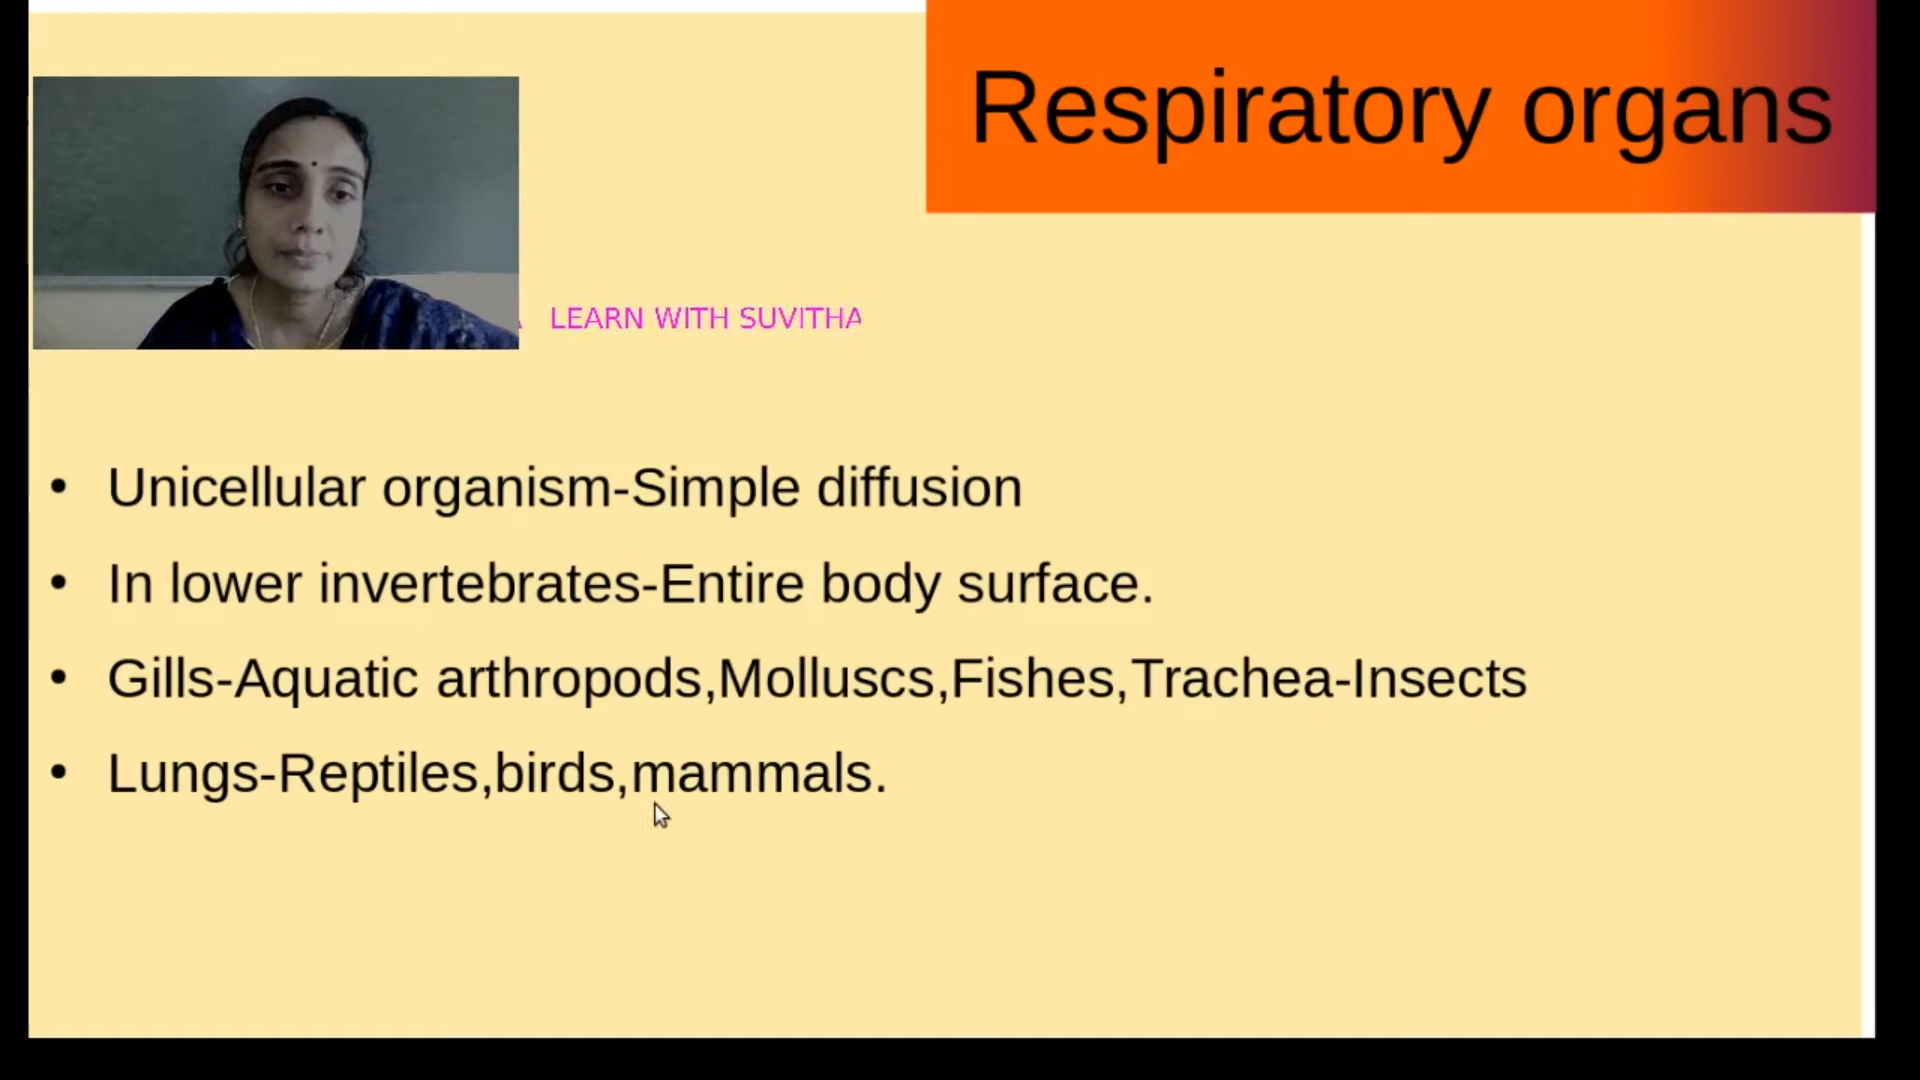 Respiratory organs
LEARN WITH SUVITHA
• Unicellular organism-Simple diffusion
• In lower invertebrates-Entire body surface.
• Gills-Aquatic arthropods,Molluscs,Fishes,Trachea-Insects
• Lungs-Reptiles,birds,mammals.